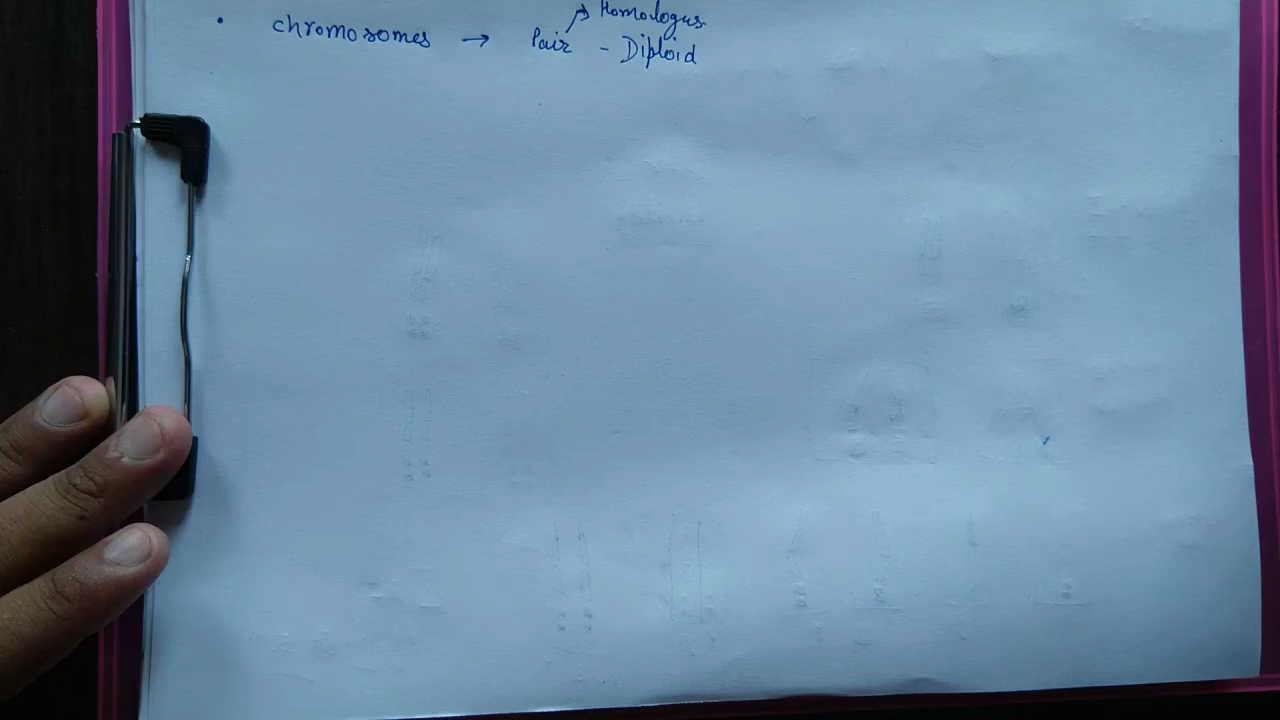 Homologus
• chromosomes → Pair - Diploid